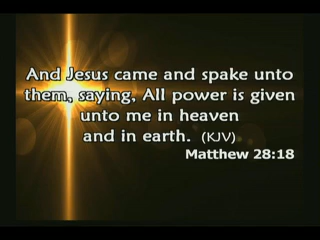 And Jesus came and spake unto
them, saying, All power is given
unto me in heaven
and in earth. (KJV)
Matthew 28:18